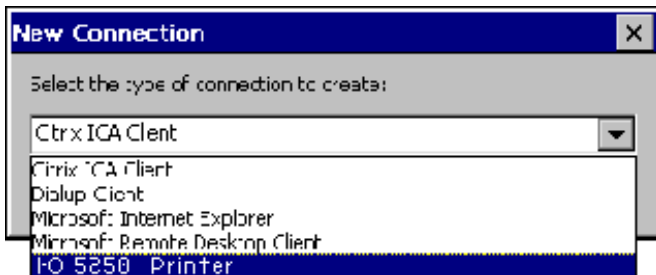 New Connection
Select the type of connection to create:
Citrix ICA Client
Citrix ICA Client
Dialup Client
Microsoft Internet Explorer
Microsoft Remote Desktop Client
I-O 5250 Printer